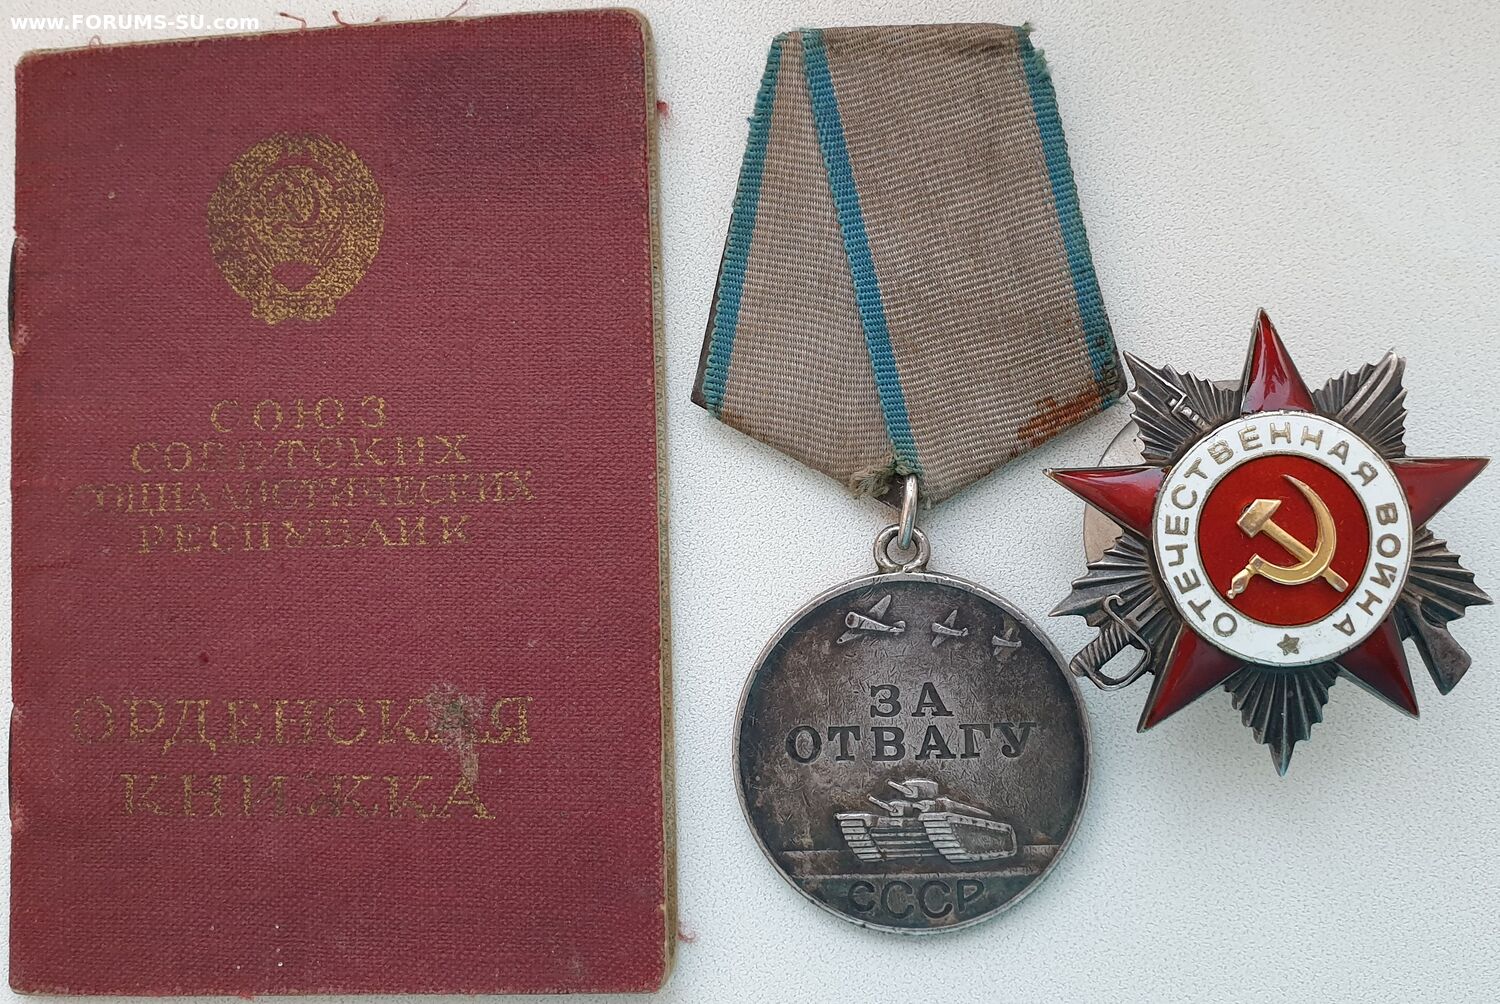 www.FORUMS-SU.com
СОЮЗ
СОВЕТСКИХ
СОЦИАЛИСТИЧЕСКИХ
РЕСПУБЛИК
ОРДЕНСКАЯ
КНИЖКА
ЗА
ОТВАГУ
СССР
ОТЕЧЕСТВЕННАЯ ВОЙНА